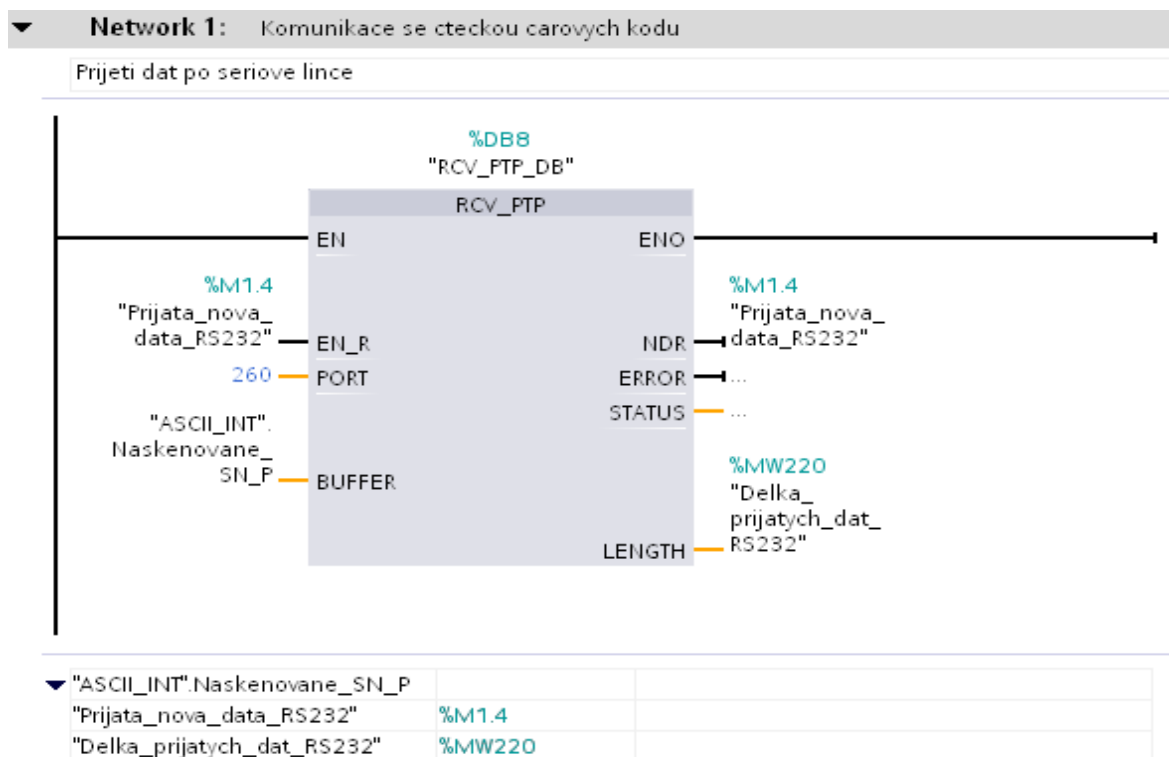 Network 1: Komunikace se cteckou carovych kodu
Prijeti dat po seriove lince
%DB8
"RCV_PTP_DB"
RCV_PTP
EN
ENO
%M1.4
"Prijata_nova_
data_RS232"
EN_R
%M1.4
"Prijata_nova_
data_RS232"
NDR
260
PORT
ERROR
...
STATUS
...
"ASCII_INT".
Naskenovane_
SN_P
BUFFER
%MW220
"Delka_
prijatych_dat_
RS232"
LENGTH
"ASCII_INT".Naskenovane_SN_P
"Prijata_nova_data_RS232" %M1.4
"Delka_prijatych_dat_RS232" %MW220